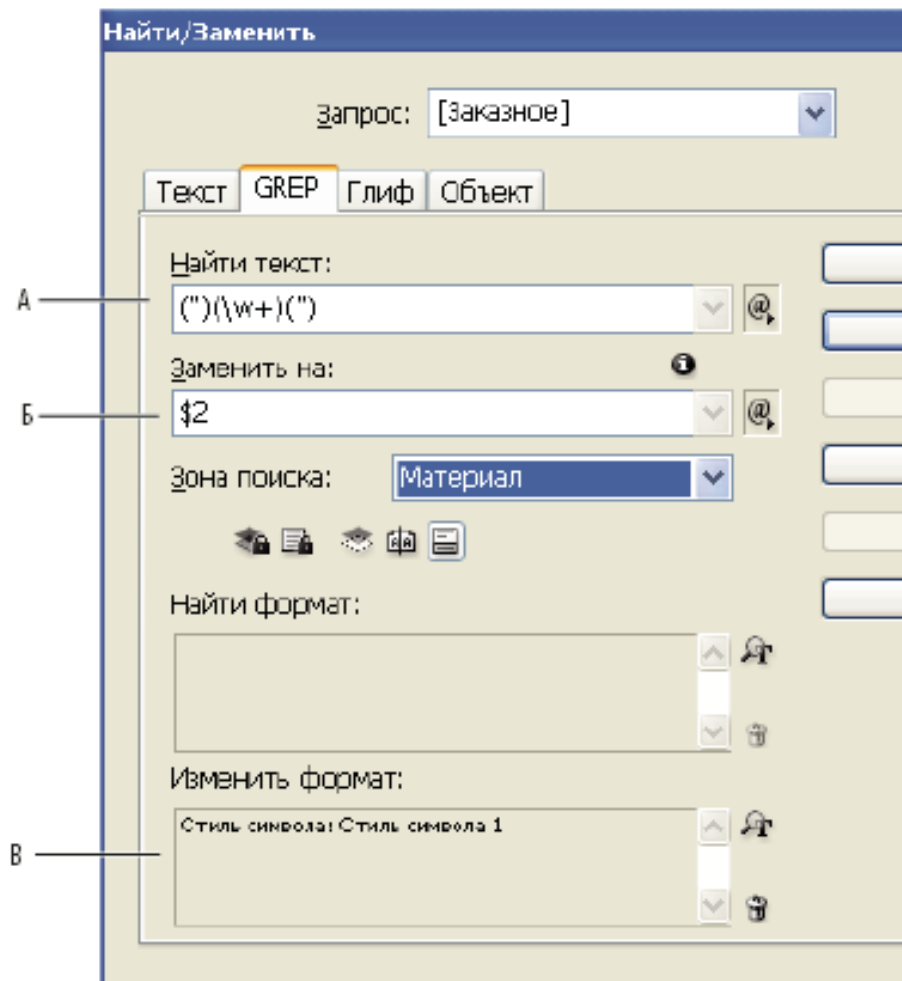 Найти/Заменить
Запрос: [Заказное]
Текст GREP Глиф Объект
Найти текст:
А
(")(\w+)(")
@
Заменить на:
Б
$2
@
Зона поиска: Материал
Найти формат:
Изменить формат:
Стиль символа: Стиль символа 1
В